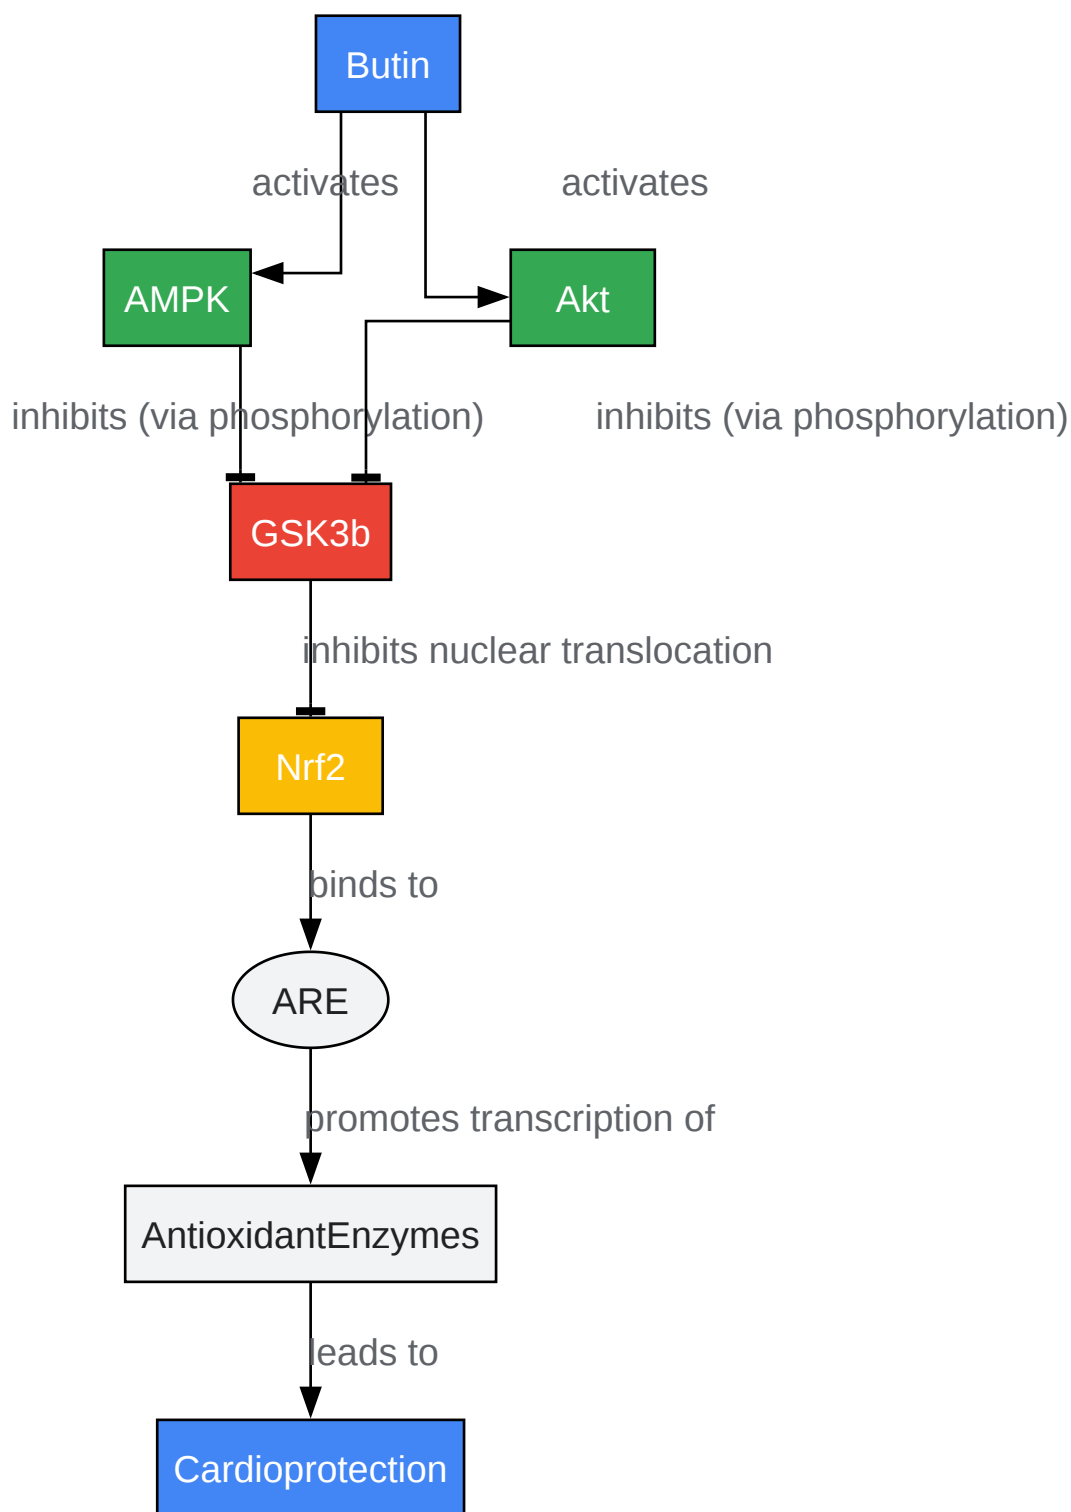 Butin
activates
activates
AMPK
Akt
inhibits (via phosphorylation)
inhibits (via phosphorylation)
GSK3b
inhibits nuclear translocation
Nrf2
binds to
ARE
promotes transcription of
AntioxidantEnzymes
leads to
Cardioprotection